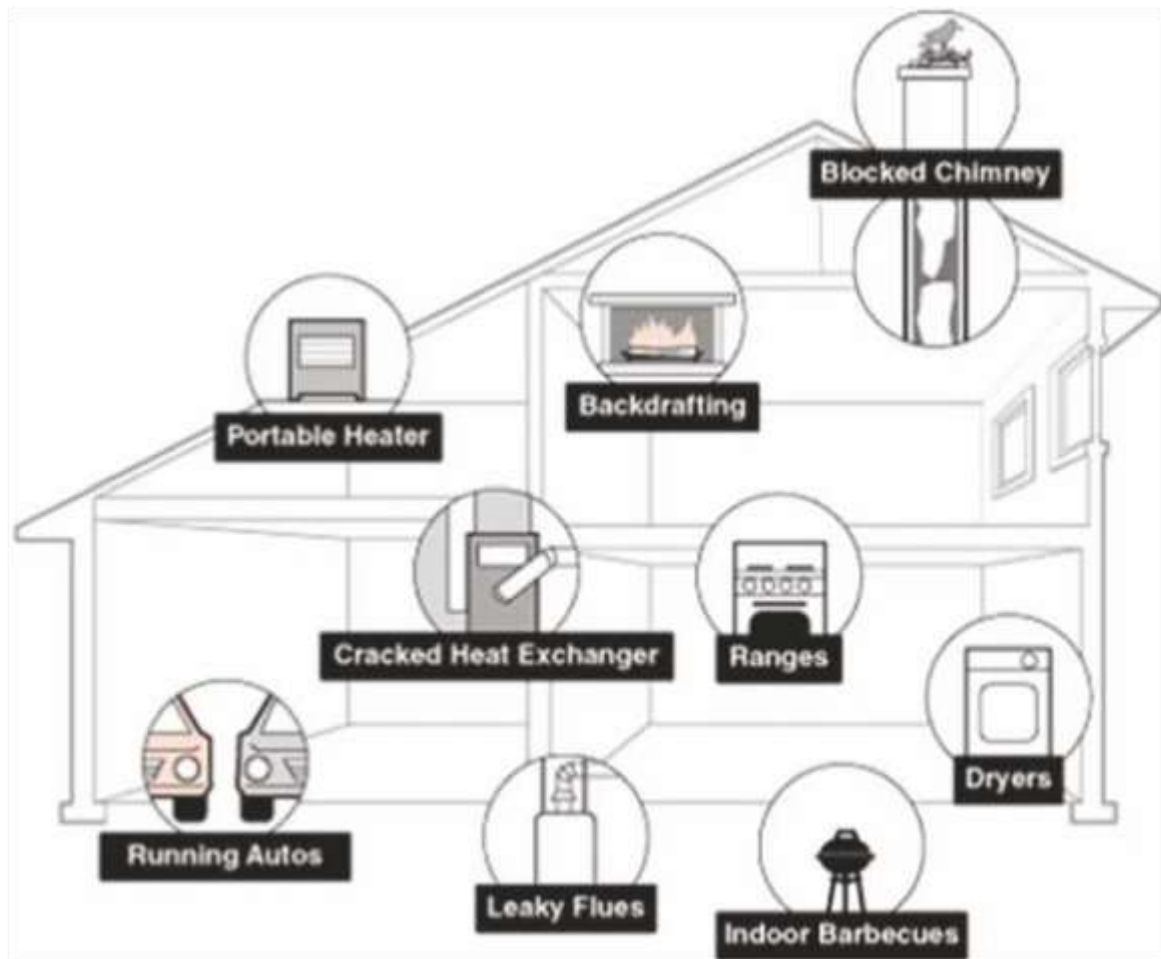 Blocked Chimney
Backdrafting
Portable Heater
Cracked Heat Exchanger
Ranges
Dryers
Running Autos
Leaky Flues
Indoor Barbecues